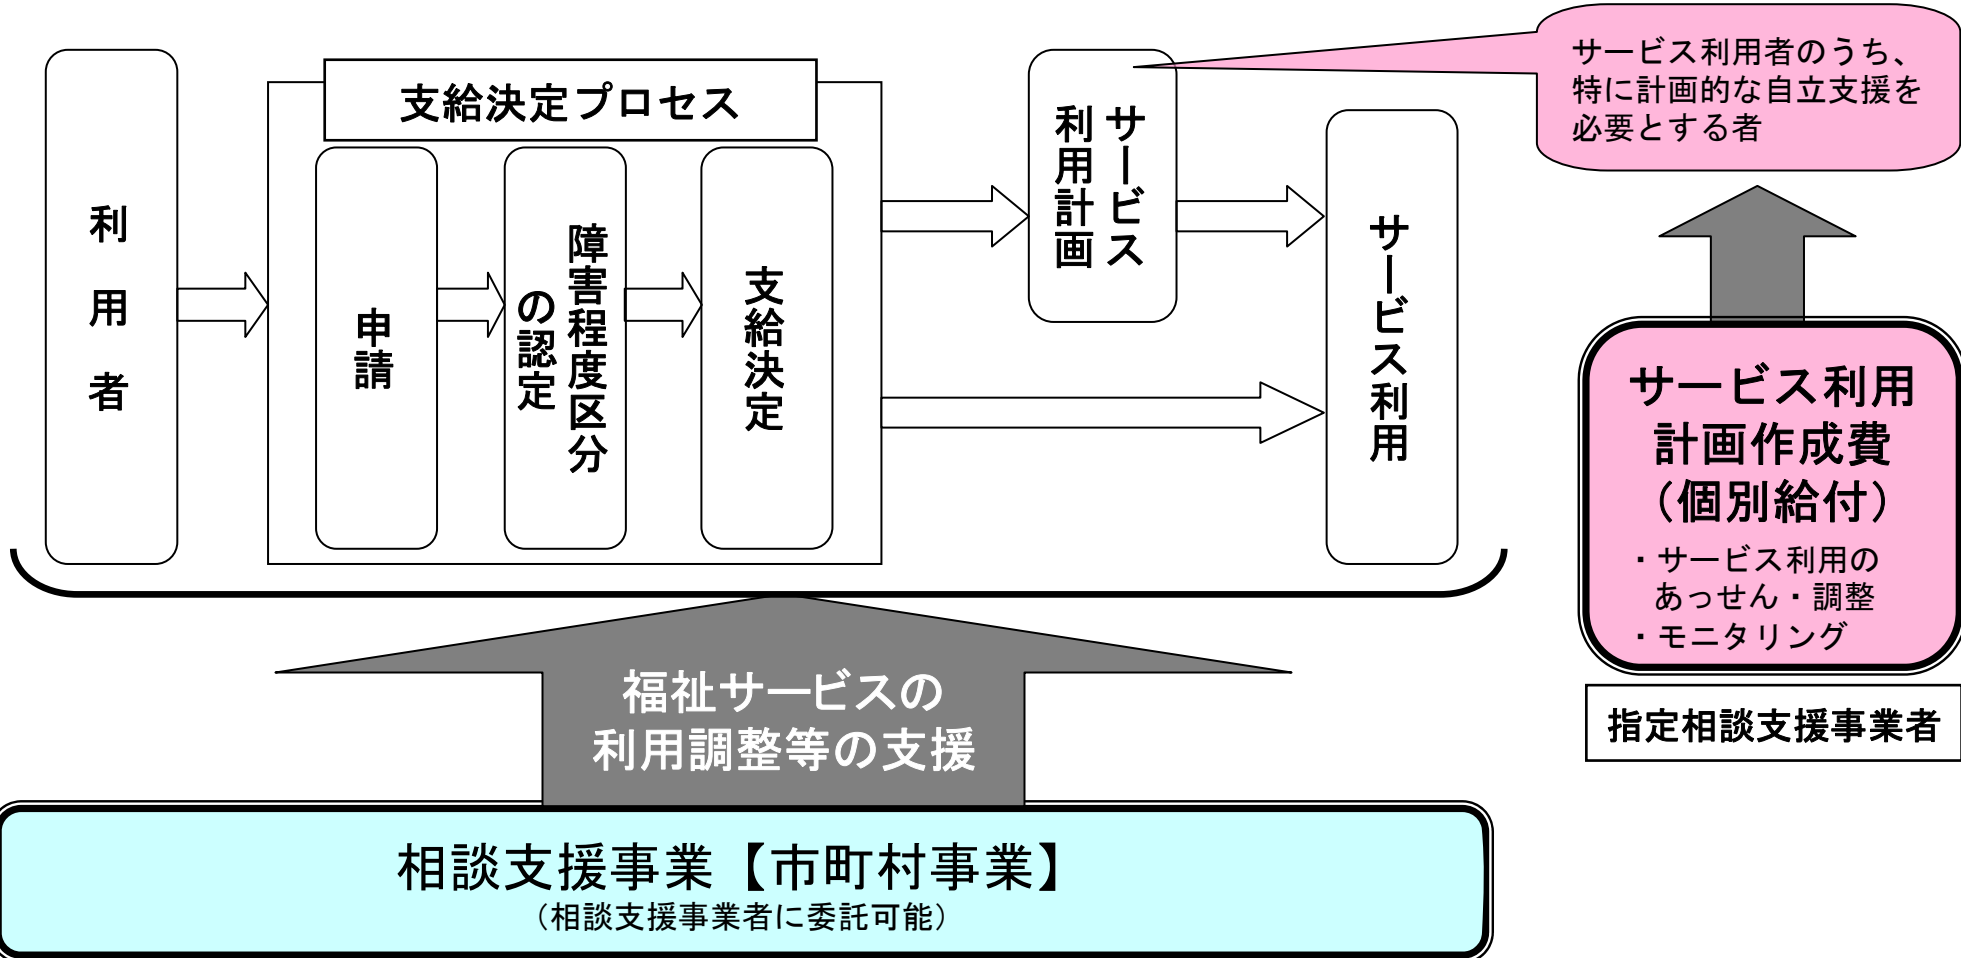 利用者
支給決定プロセス
申請
障害程度区分
の認定
支給決定
サービス
利用計画
サービス利用
サービス利用者のうち、
特に計画的な自立支援を
必要とする者
サービス利用
計画作成費
（個別給付）
・サービス利用の
あっせん・調整
・モニタリング
指定相談支援事業者
福祉サービスの
利用調整等の支援
相談支援事業【市町村事業】
（相談支援事業者に委託可能）